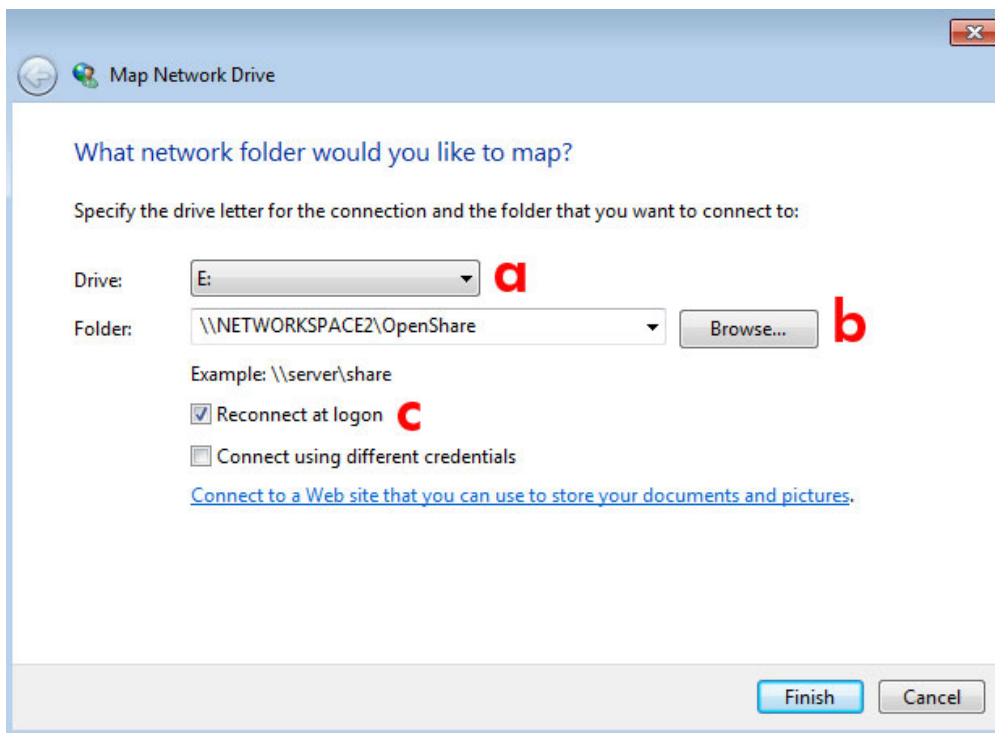 Map Network Drive
What network folder would you like to map?
Specify the drive letter for the connection and the folder that you want to connect to:
Drive: E: a
Folder: \\NETWORKSPACE2\OpenShare Browse... b
Example: \\server\share
Reconnect at logon c
Connect using different credentials
Connect to a Web site that you can use to store your documents and pictures.
Finish Cancel